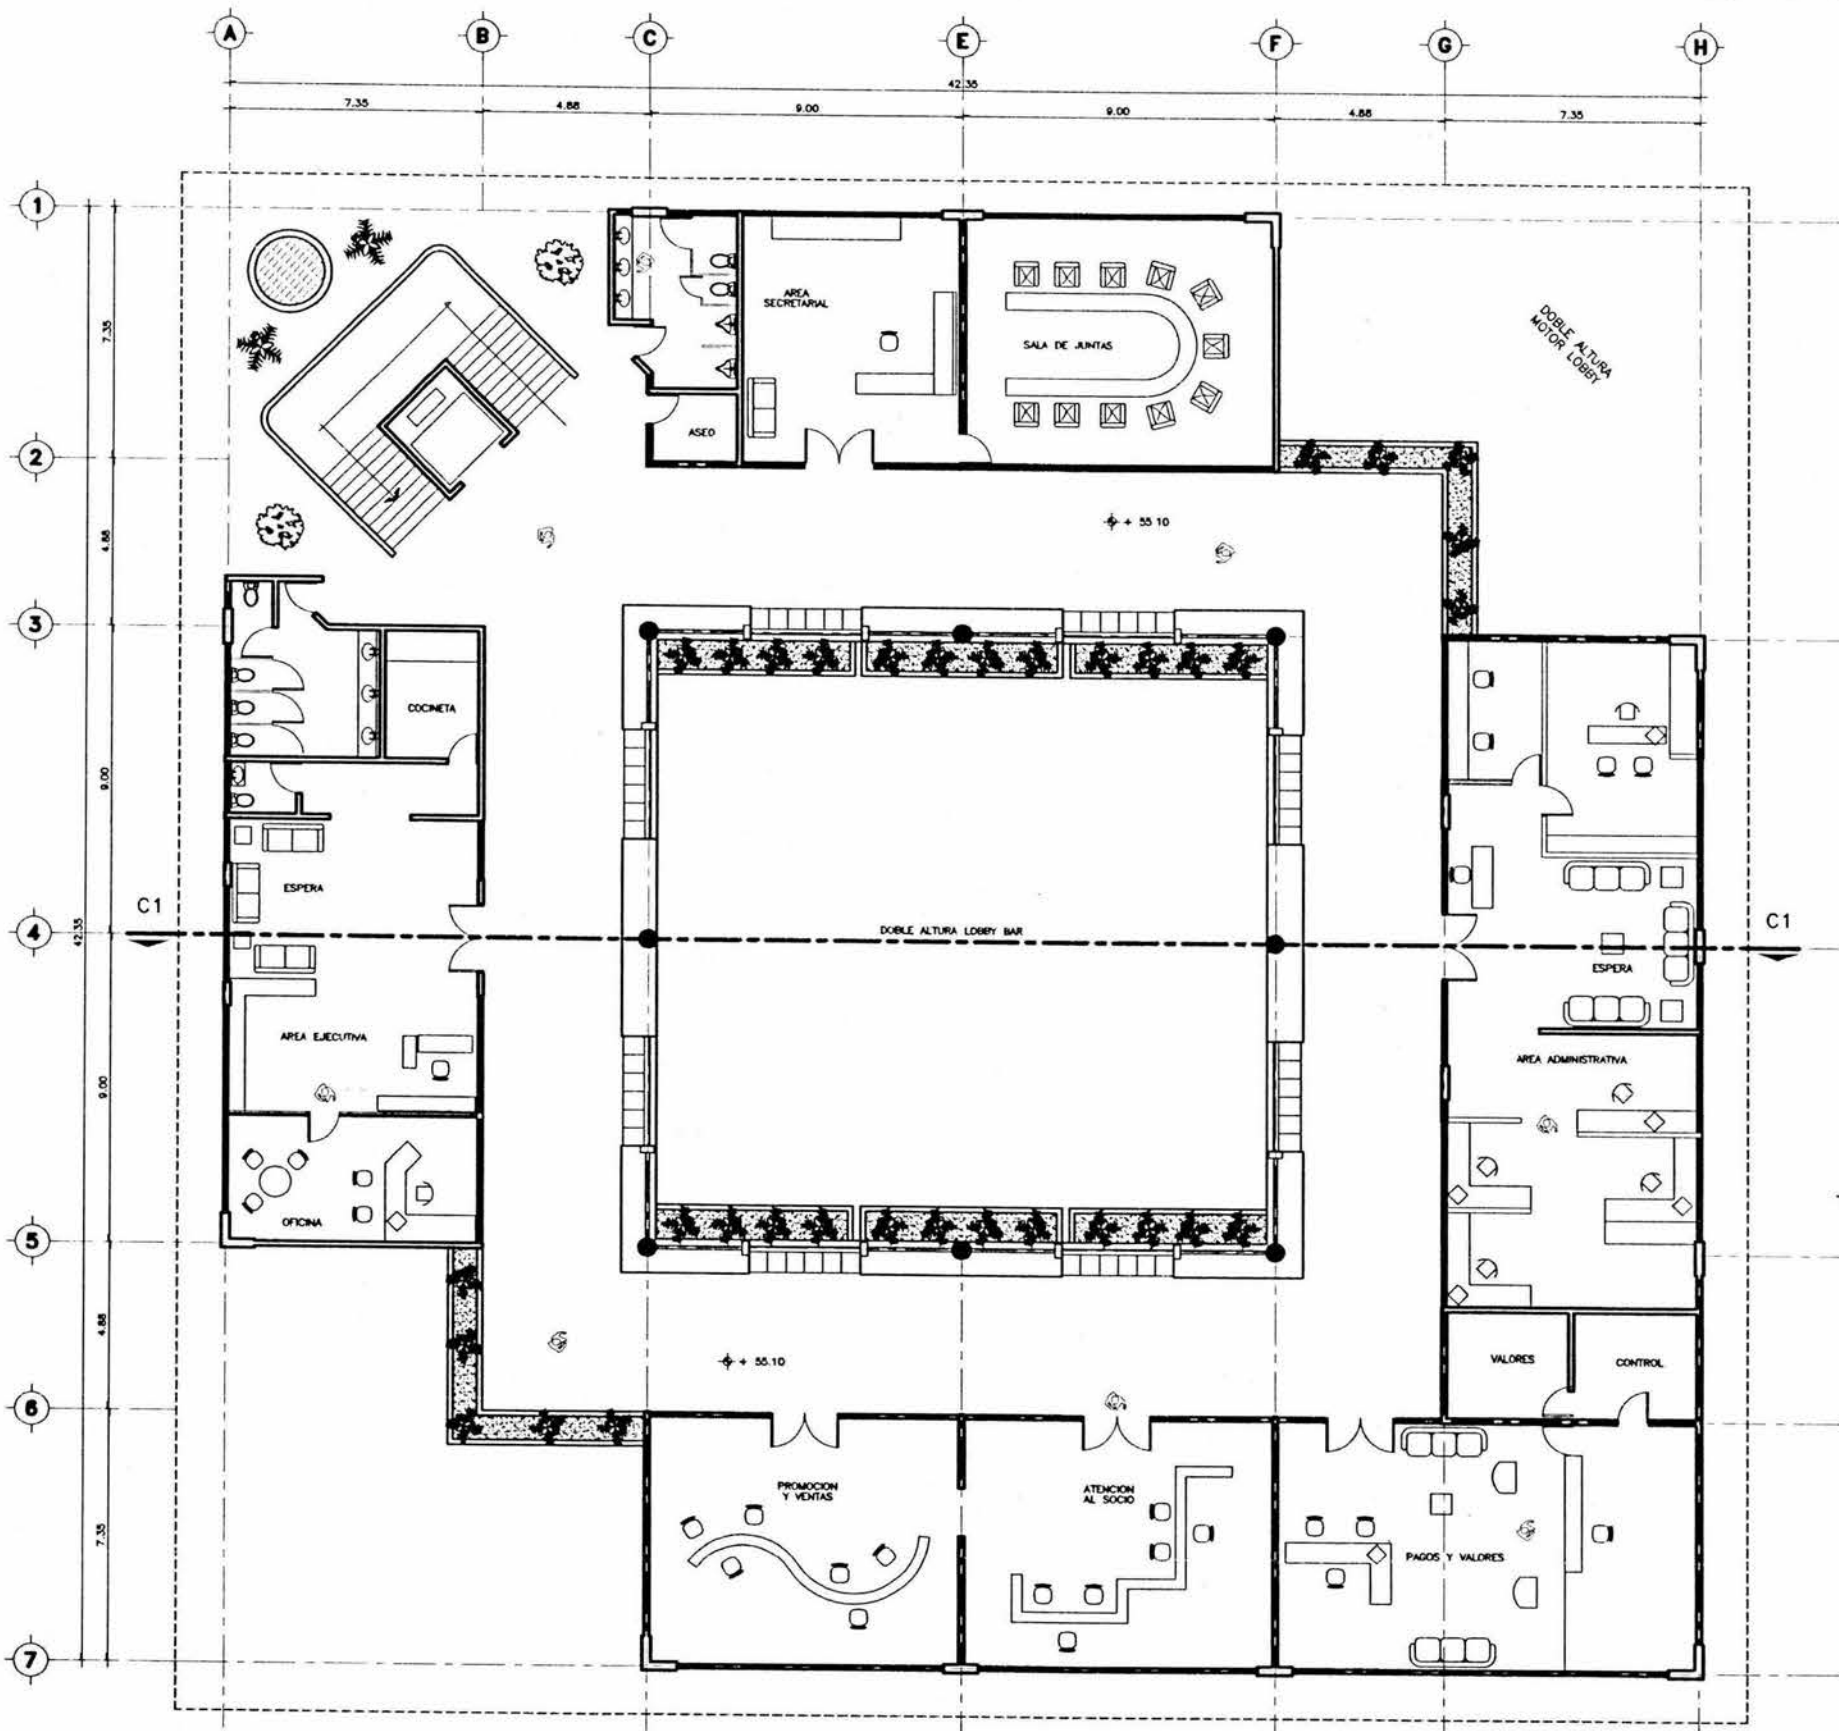 A B C E F G H
42.35
7.35 4.88 9.00 9.00 4.88 7.35
1
7.35
AREA
SECRETARIAL
SALA DE JUNTAS
DOBLE ALTURA
MOTOR LOBBY
ASEO
2
4.88
+ 55 10
3
COCINETA
9.00
ESPERA
C1
C1
4
42.35
DOBLE ALTURA LOBBY BAR
ESPERA
AREA EJECUTIVA
AREA ADMINISTRATIVA
9.00
OFICINA
5
4.88
+ 55.10
VALORES
CONTROL
6
7.35
PROMOCION
Y VENTAS
ATENCION
AL SOCIO
PAGOS Y VALORES
7